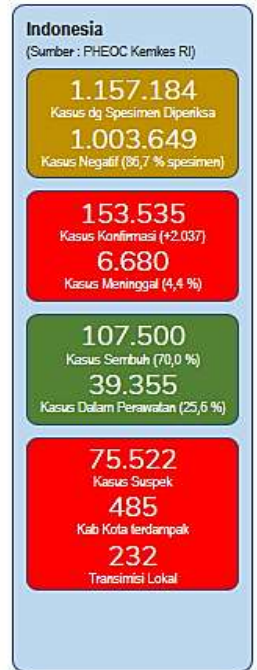 Indonesia
(Sumber : PHEOC Kemkes RI)
1.157.184
Kasus dg Spesimen Diperiksa
1.003.649
Kasus Negatif (86,7 % spesimen)
153.535
Kasus Konfirmasi (+2.037)
6.680
Kasus Meninggal (4,4 %)
107.500
Kasus Sembuh (70,0 %)
39.355
Kasus Dalam Perawatan (25,6 %)
75.522
Kasus Suspek
485
Kab Kota terdampak
232
Transimisi Lokal